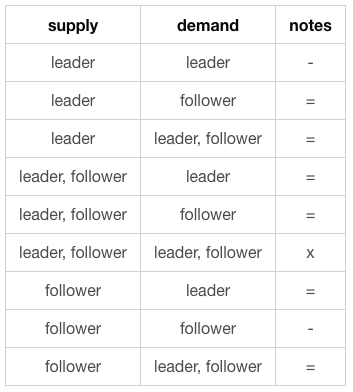 supply demand notes
leader leader -
leader follower =
leader leader, follower =
leader, follower leader =
leader, follower follower =
leader, follower leader, follower x
follower leader =
follower follower -
follower leader, follower =